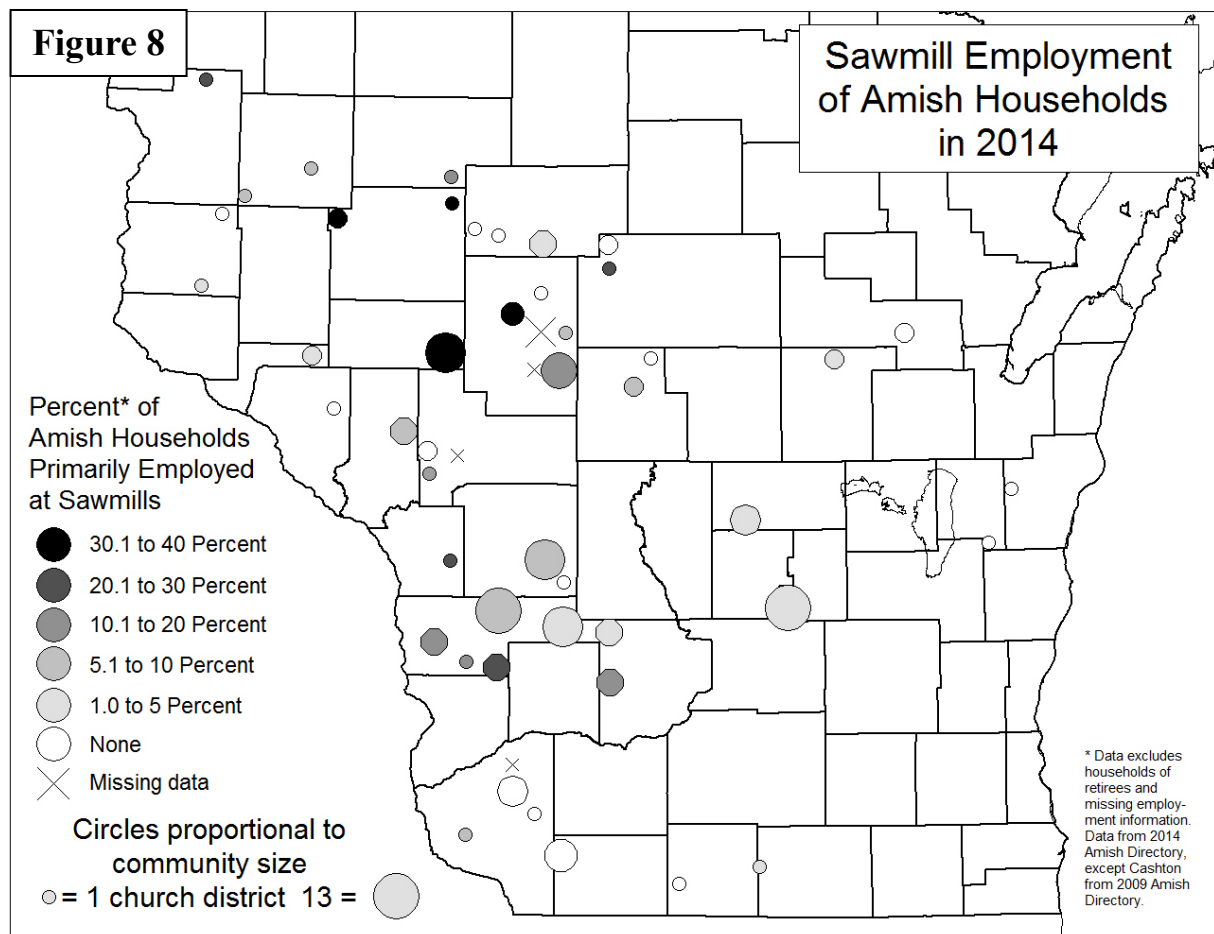 Figure 8
Sawmill Employment
of Amish Households
in 2014
Percent* of
Amish Households
Primarily Employed
at Sawmills
30.1 to 40 Percent
20.1 to 30 Percent
10.1 to 20 Percent
5.1 to 10 Percent
1.0 to 5 Percent
None
Missing data
Circles proportional to
community size
= 1 church district 13 =
* Data excludes
households of
retirees and
missing employ-
ment information.
Data from 2014
Amish Directory,
except Cashton
from 2009 Amish
Directory.